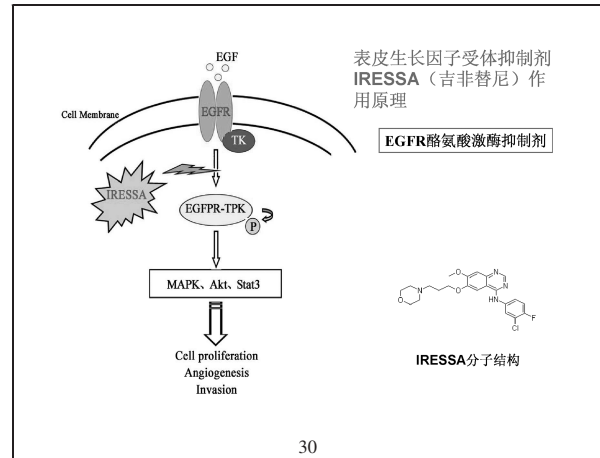 表皮生长因子受体抑制剂
IRESSA（吉非替尼）作
用原理
EGFR酪氨酸激酶抑制剂
EGF
EGFR
Cell Membrane
TK
IRESSA
EGFPR-TPK
P
MAPK、Akt、Stat3
Cell proliferation
Angiogenesis
Invasion
O
N
O
O
N
N
HN
F
Cl
IRESSA分子结构
30